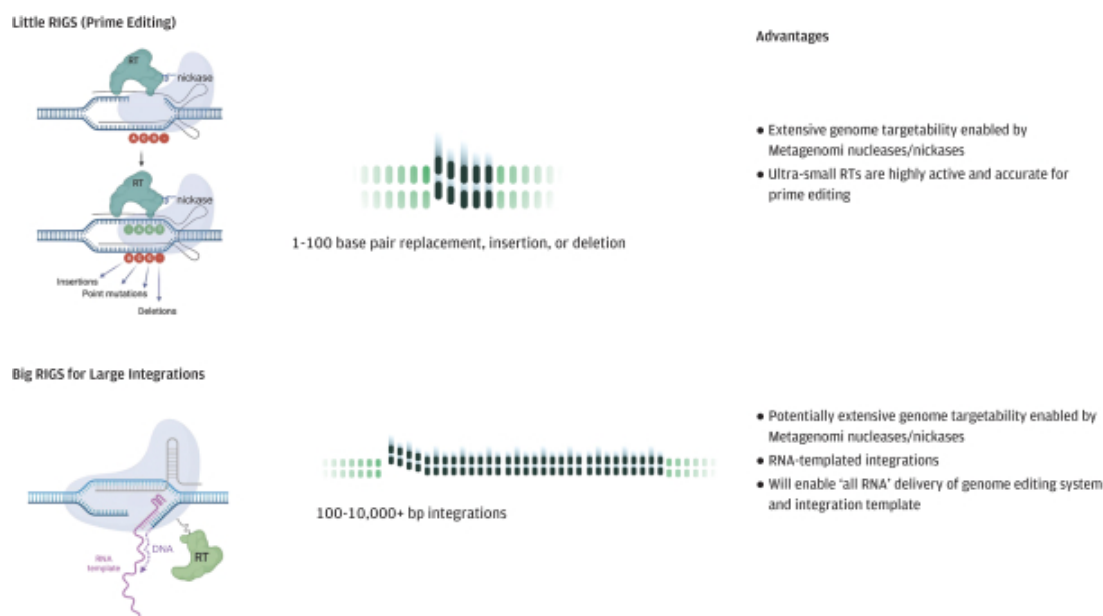 Little RIGS (Prime Editing)
Advantages
RT
nickase
RT
nickase
Insertions
Point mutations
Deletions
1-100 base pair replacement, insertion, or deletion
● Extensive genome targetability enabled by
Metagenomi nucleases/nickases
● Ultra-small RTs are highly active and accurate for
prime editing
Big RIGS for Large Integrations
DNA
RNA
template
RT
100-10,000+ bp integrations
● Potentially extensive genome targetability enabled by
Metagenomi nucleases/nickases
● RNA-templated integrations
● Will enable 'all RNA' delivery of genome editing system
and integration template